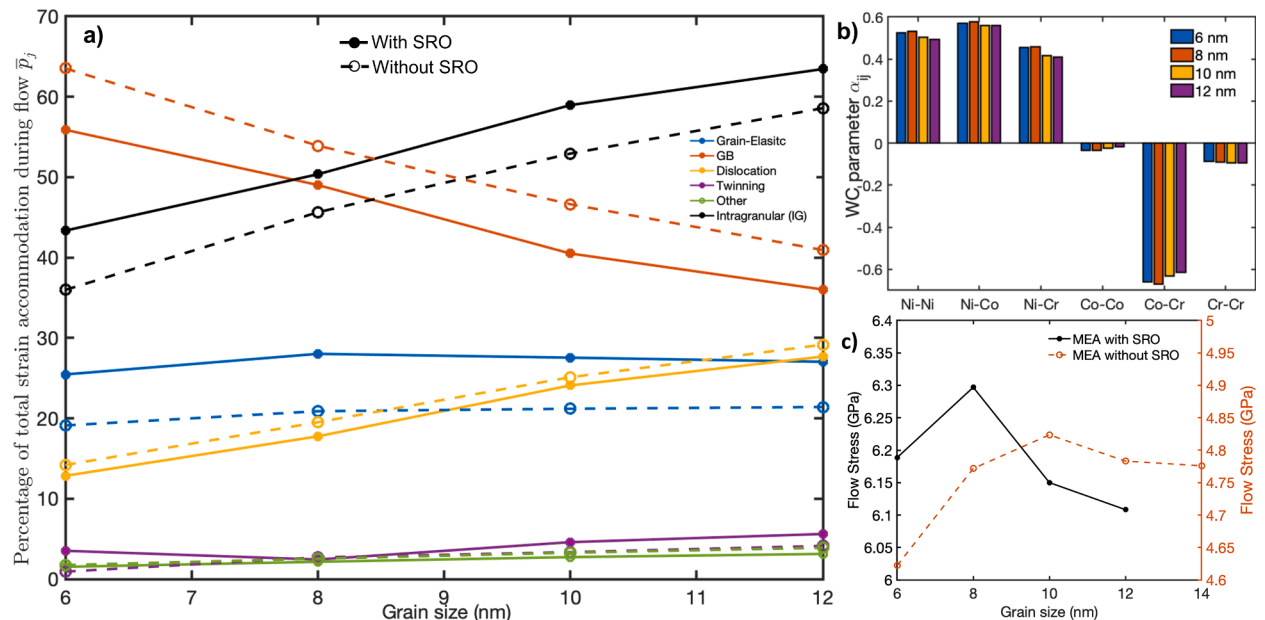 a)
Percentage of total strain accommodation during flow p̅ⱼ
70
60
50
40
30
20
10
0
With SRO
Without SRO
Grain-Elasitc
GB
Dislocation
Twinning
Other
Intragranular (IG)
6 7 8 9 10 11 12
Grain size (nm)
b)
WC parameter αij
0.6
0.4
0.2
0
-0.2
-0.4
-0.6
6 nm
8 nm
10 nm
12 nm
Ni-Ni Ni-Co Ni-Cr Co-Co Co-Cr Cr-Cr
c)
Flow Stress (GPa)
6.4
6.35
6.3
6.25
6.2
6.15
6.1
6.05
6
MEA with SRO
MEA without SRO
5
4.95
4.9
4.85
4.8
4.75
4.7
4.65
4.6
Flow Stress (GPa)
6 8 10 12 14
Grain size (nm)